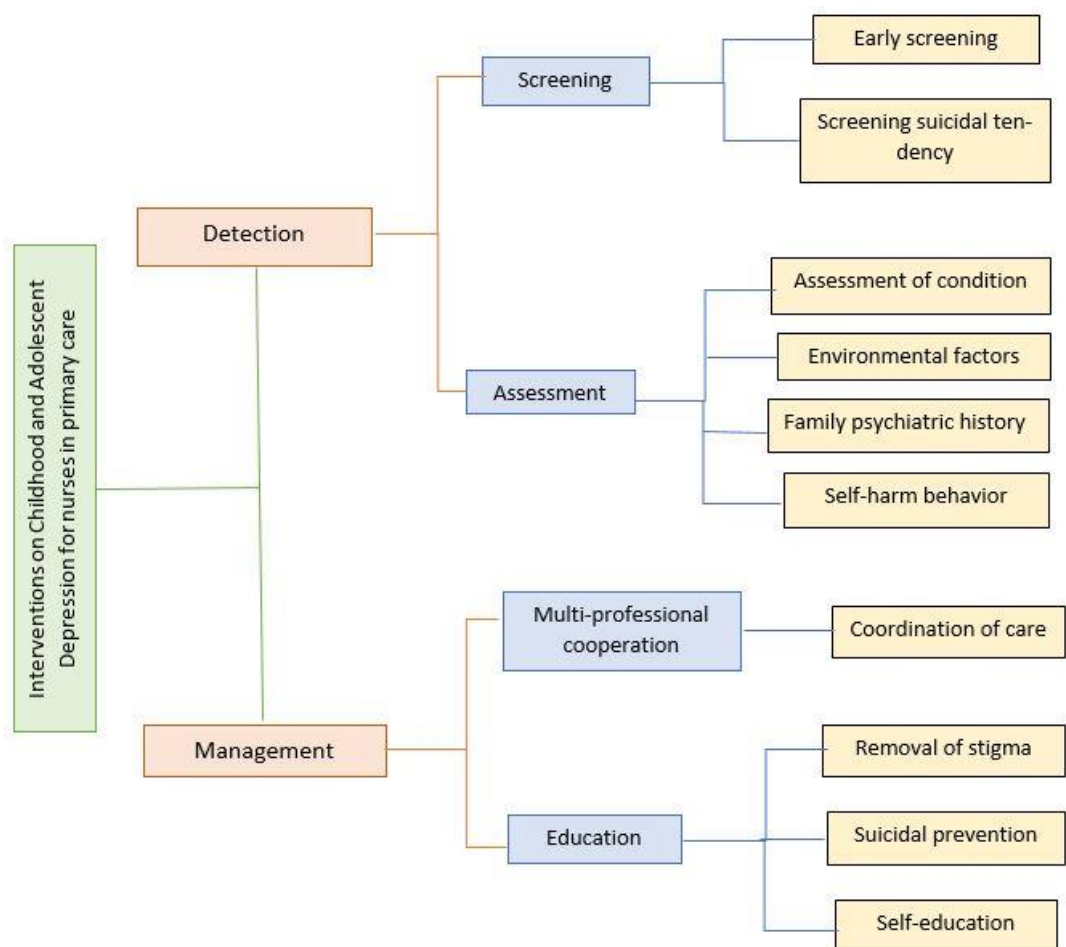 Interventions on Childhood and Adolescent
Depression for nurses in primary care
Detection
Screening
Early screening
Screening suicidal ten-
dency
Assessment
Assessment of condition
Environmental factors
Family psychiatric history
Self-harm behavior
Management
Multi-professional
cooperation
Coordination of care
Education
Removal of stigma
Suicidal prevention
Self-education